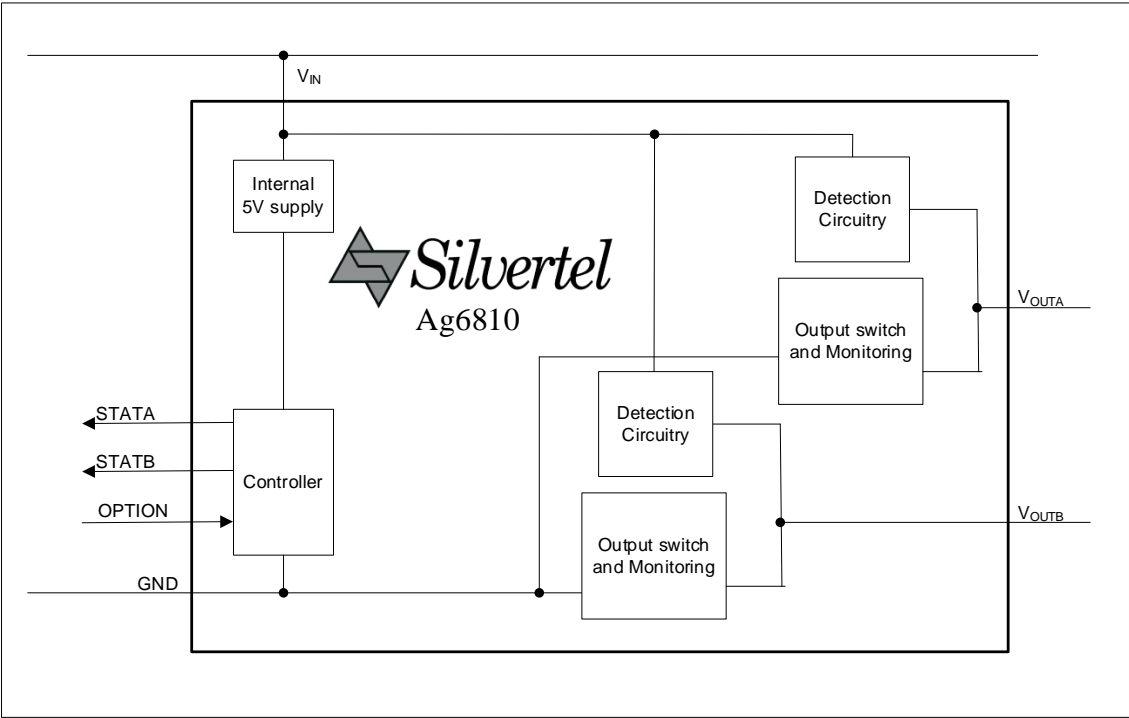 VIN
Internal
5V supply
Detection
Circuitry
Silvertel
Ag6810
VOUTA
Output switch
and Monitoring
Detection
Circuitry
STATA
STATB
Controller
OPTION
VOUTB
Output switch
and Monitoring
GND